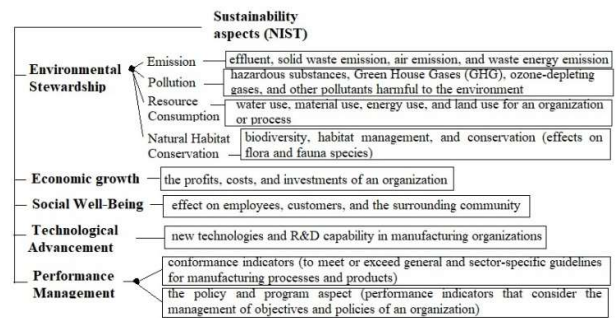 Sustainability
aspects (NIST)
Environmental
Stewardship
Emission
effluent, solid waste emission, air emission, and waste energy emission
Pollution
hazardous substances, Green House Gases (GHG), ozone-depleting
gases, and other pollutants harmful to the environment
Resource
Consumption
water use, material use, energy use, and land use for an organization
or process
Natural Habitat
Conservation
biodiversity, habitat management, and conservation (effects on
flora and fauna species)
Economic growth
the profits, costs, and investments of an organization
Social Well-Being
effect on employees, customers, and the surrounding community
Technological
Advancement
new technologies and R&D capability in manufacturing organizations
Performance
Management
conformance indicators (to meet or exceed general and sector-specific guidelines
for manufacturing processes and products)
the policy and program aspect (performance indicators that consider the
management of objectives and policies of an organization)